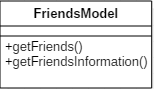 FriendsModel
+getFriends()
+getFriendsInformation()